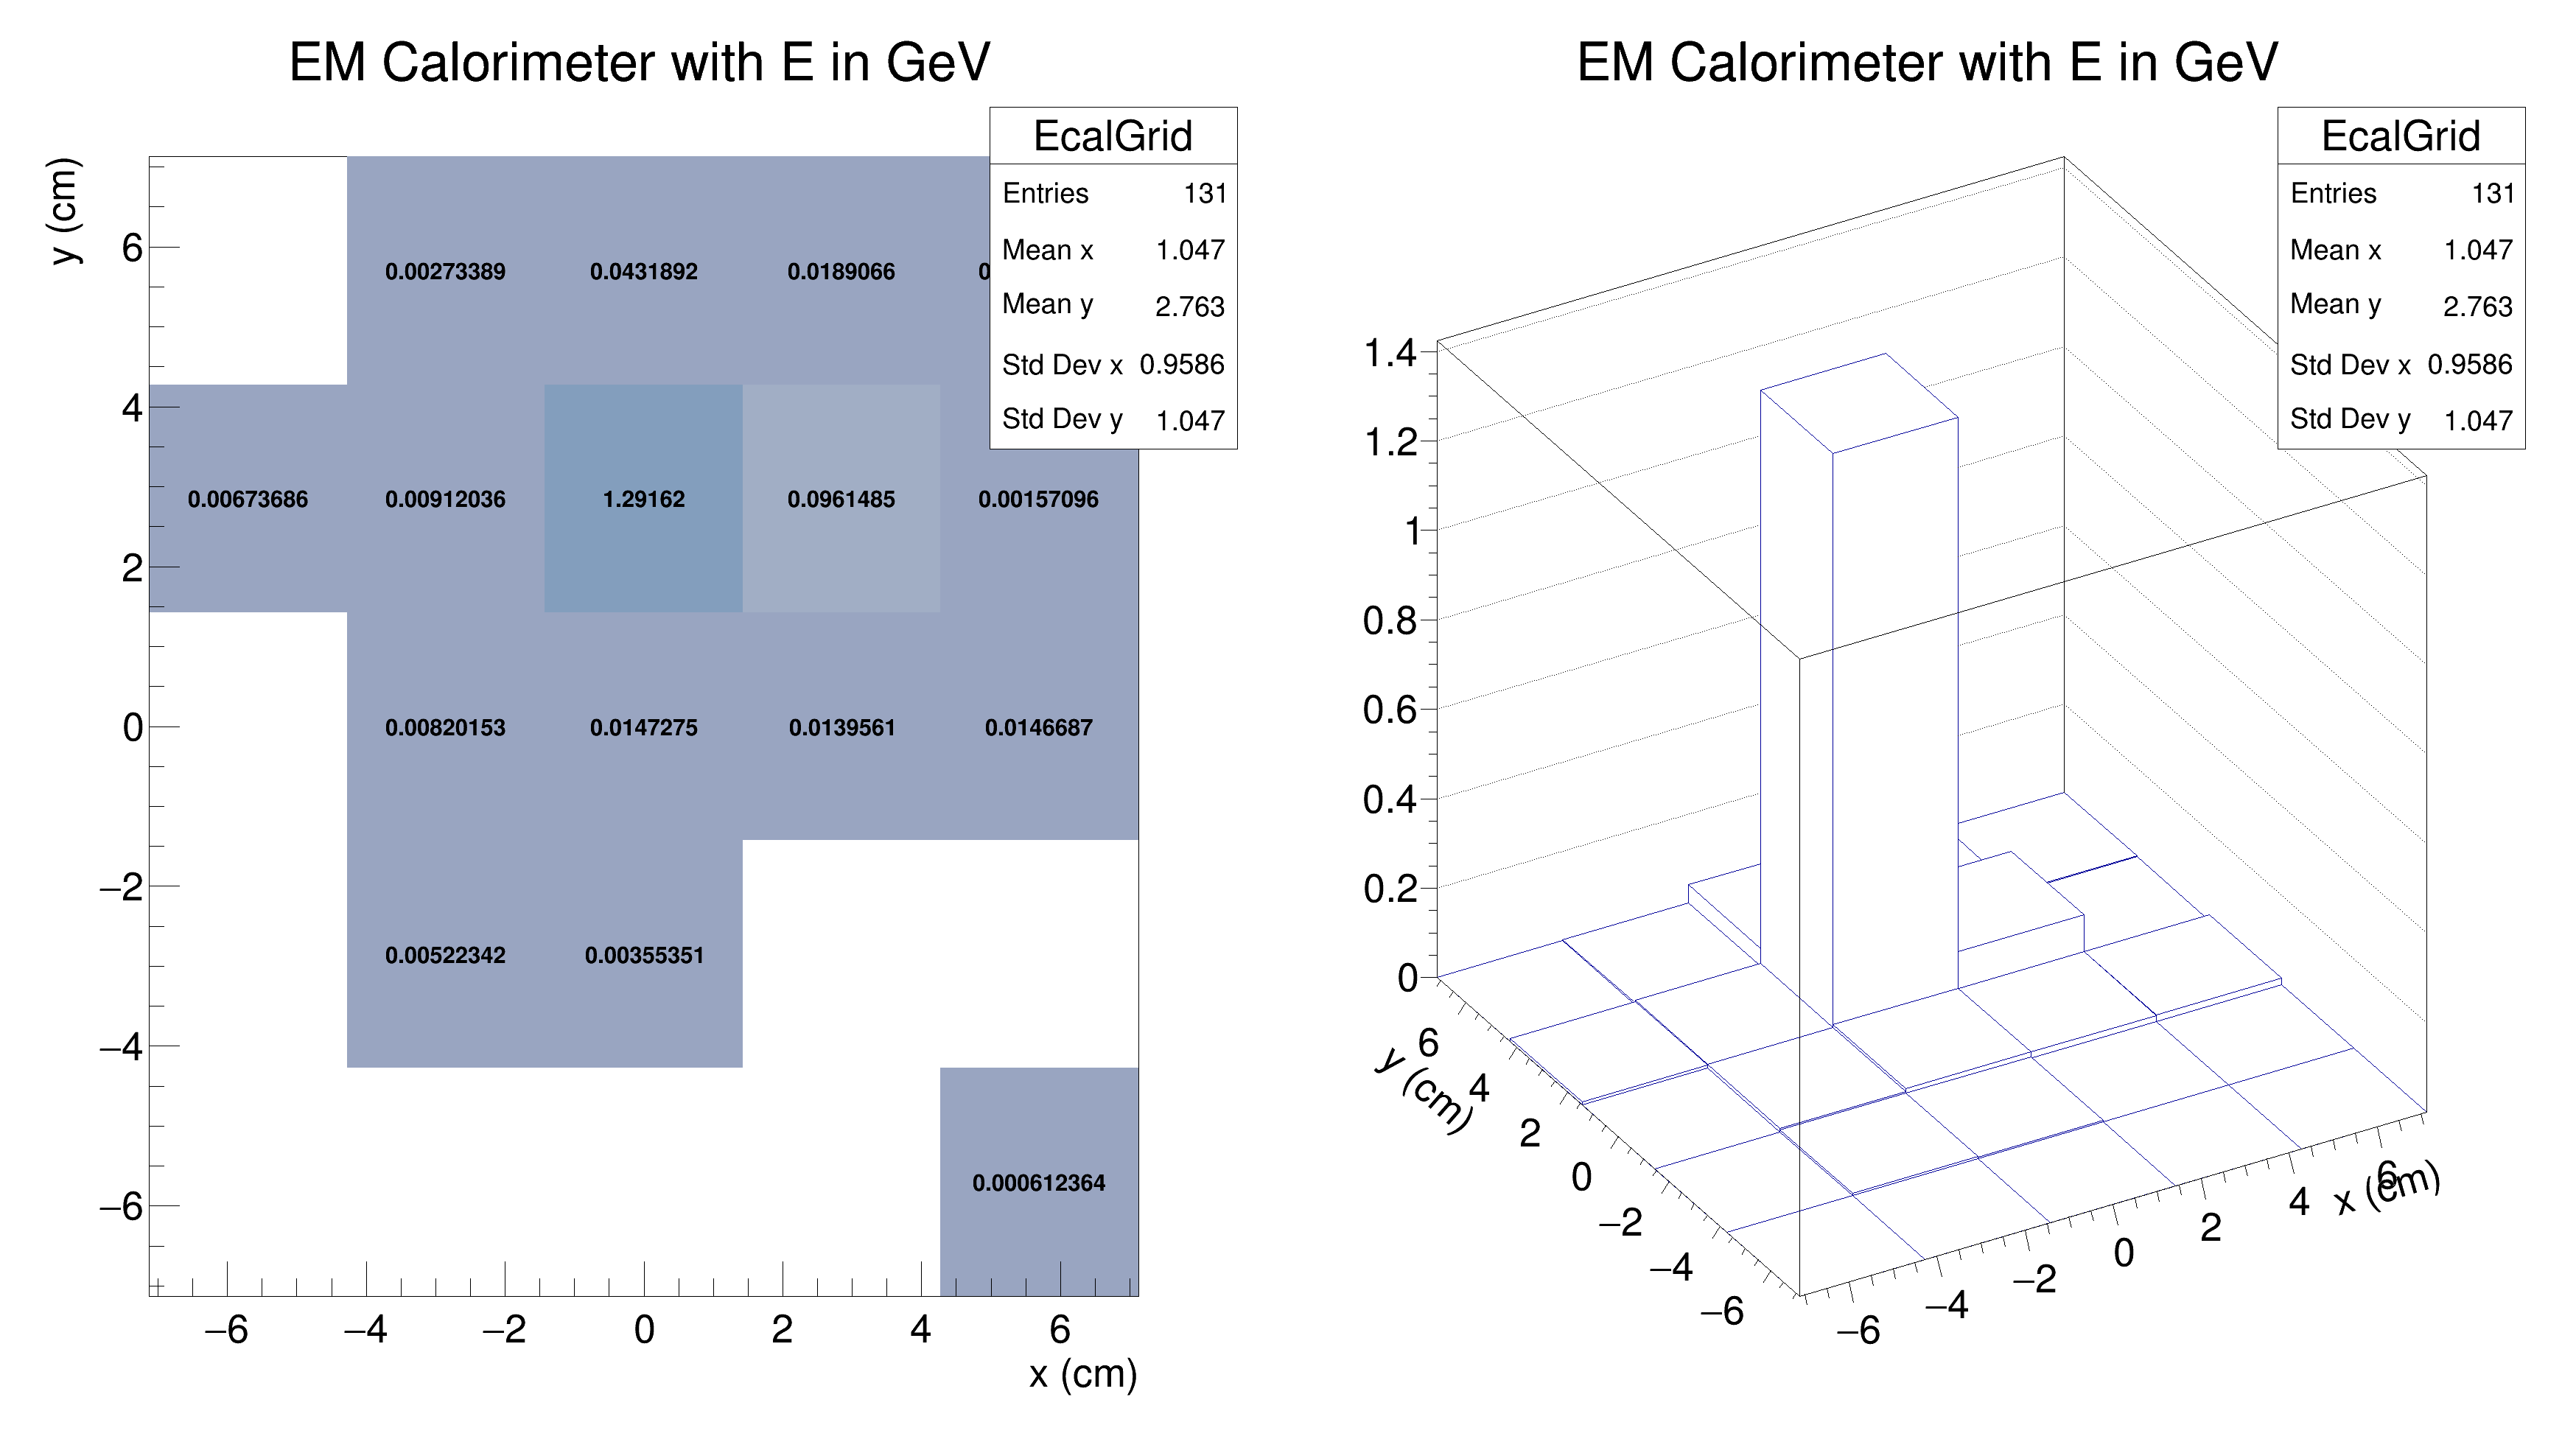 EM Calorimeter with E in GeV
EcalGrid
Entries 131
Mean x 1.047
Mean y 2.763
Std Dev x 0.9586
Std Dev y 1.047
y (cm)
6
4
2
0
−2
−4
−6
0.00273389 0.0431892 0.0189066
0.00673686 0.00912036 1.29162 0.0961485 0.00157096
0.00820153 0.0147275 0.0139561 0.0146687
0.00522342 0.00355351
0.000612364
−6 −4 −2 0 2 4 6
x (cm)
EM Calorimeter with E in GeV
EcalGrid
Entries 131
Mean x 1.047
Mean y 2.763
Std Dev x 0.9586
Std Dev y 1.047
1.4
1.2
1
0.8
0.6
0.4
0.2
0
y (cm)
6
4
2
0
−2
−4
−6
−6 −4 −2 0 2 4 6
x (cm)